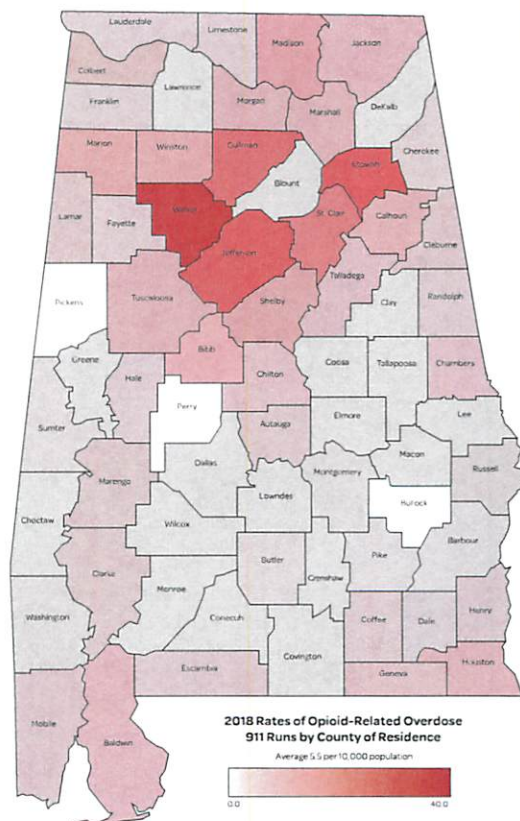 Lauderdale
Limestone
Madison
Jackson
Colbert
Lawrence
Franklin
Morgan
Marshall
DeKalb
Cherokee
Marion
Winston
Cullman
Blount
Etowah
Lamar
Fayette
Walker
Jefferson
St. Clair
Calhoun
Cleburne
Talladega
Pickens
Tuscaloosa
Shelby
Clay
Randolph
Bibb
Greene
Hale
Perry
Chilton
Coosa
Tallapoosa
Chambers
Sumter
Autauga
Elmore
Lee
Marengo
Dallas
Lowndes
Montgomery
Macon
Russell
Bullock
Choctaw
Wilcox
Butler
Crenshaw
Pike
Barbour
Clarke
Monroe
Washington
Conecuh
Covington
Coffee
Dale
Henry
Escambia
Geneva
Houston
Mobile
Baldwin
2018 Rates of Opioid-Related Overdose
911 Runs by County of Residence
Average 5.5 per 10,000 population
0.0 40.0